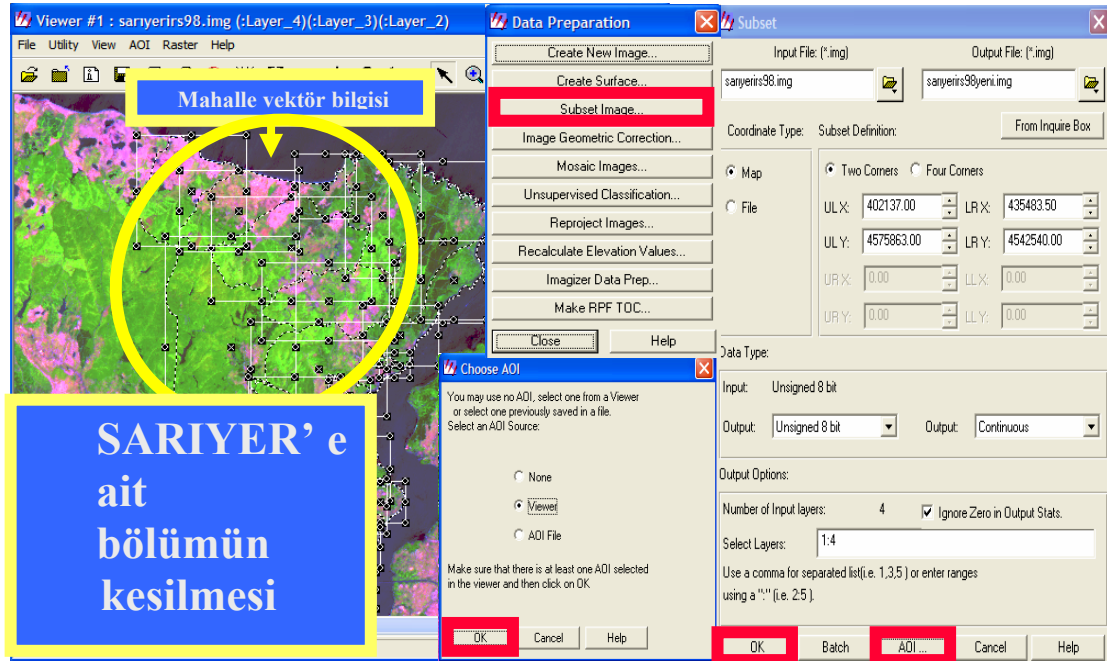 Viewer #1 : sarıyerirs98.img (:Layer_4)(:Layer_3)(:Layer_2)
File Utility View AOI Raster Help
Mahalle vektör bilgisi
SARIYER' e
ait
bölümün
kesilmesi
Data Preparation
Create New Image...
Create Surface...
Subset Image...
Image Geometric Correction...
Mosaic Images...
Unsupervised Classification...
Reproject Images...
Recalculate Elevation Values...
Imagizer Data Prep...
Make RPF TOC...
Close Help
Choose AOI
You may use no AOI, select one from a Viewer
or select one previously saved in a file.
Select an AOI Source:
None
Viewer
AOI File
Make sure that there is at least one AOI selected
in the viewer and then click on OK
OK Cancel Help
Subset
Input File: (*.img) Output File: (*.img)
sarıyerirs98.img sarıyerirs98yeni.img
Coordinate Type: Subset Definition: From Inquire Box
Map Two Corners Four Corners
File ULX: 402137.00 LR X: 435483.50
UL Y: 4575863.00 LR Y: 4542540.00
UR X: 0.00 LL X: 0.00
UR Y: 0.00 LL Y: 0.00
Data Type:
Input: Unsigned 8 bit
Output: Unsigned 8 bit Output: Continuous
Output Options:
Number of Input layers: 4 Ignore Zero in Output Stats.
Select Layers: 1:4
Use a comma for separated list(i.e. 1,3,5 ) or enter ranges
using a ":" (i.e. 2:5 ).
OK Batch AOI ... Cancel Help